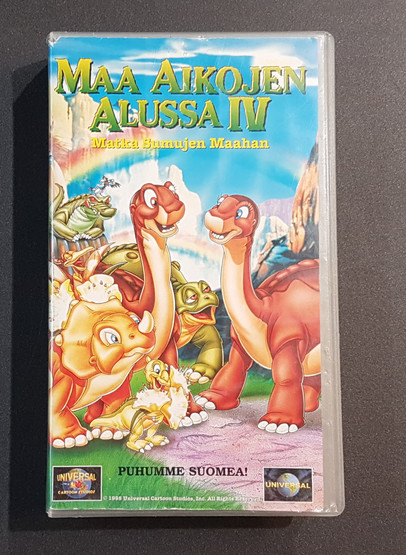 MAA AIKOJEN
ALUSSA IV
Matka Sumujen Maahan
PUHUMME SUOMEA!
UNIVERSAL
CARTOON STUDIOS
UNIVERSAL
© 1996 Universal Cartoon Studios, Inc. All Rights Reserved.